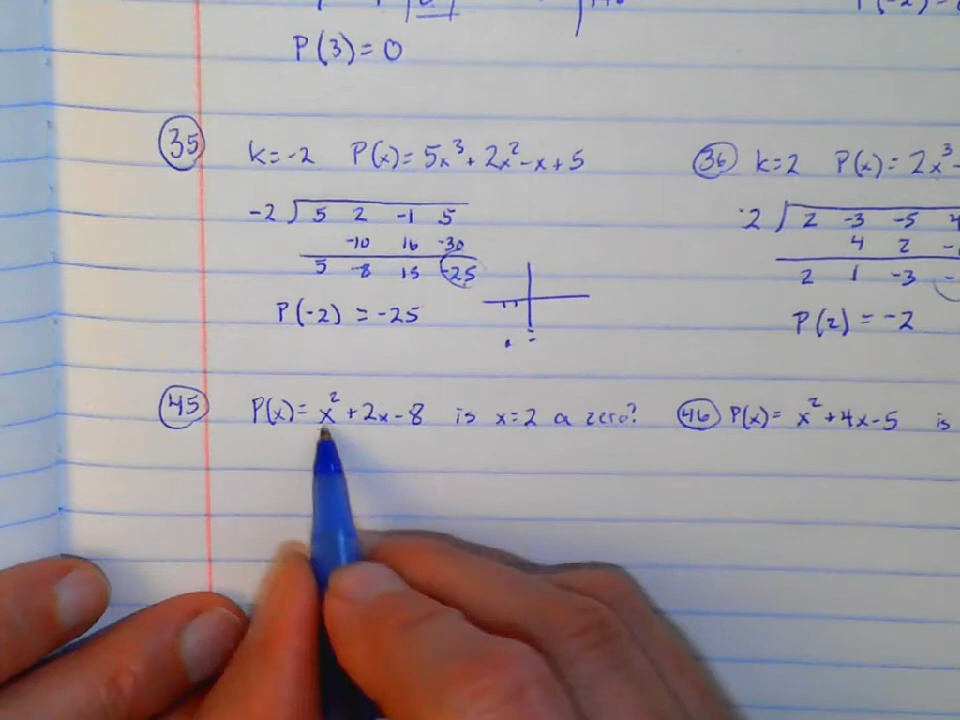 P(3) = 0
35 k = -2 P(x) = 5x³ + 2x² - x + 5
-2 5 2 -1 5
-10 16 -30
5 -8 15 -25
P(-2) = -25
36 k = 2 P(x) = 2x³
2 2 -3 -5
4 2
2 1 -3
P(2) = -2
45 P(x) = x² + 2x - 8 is x = 2 a zero?
46 P(x) = x² + 4x - 5 is